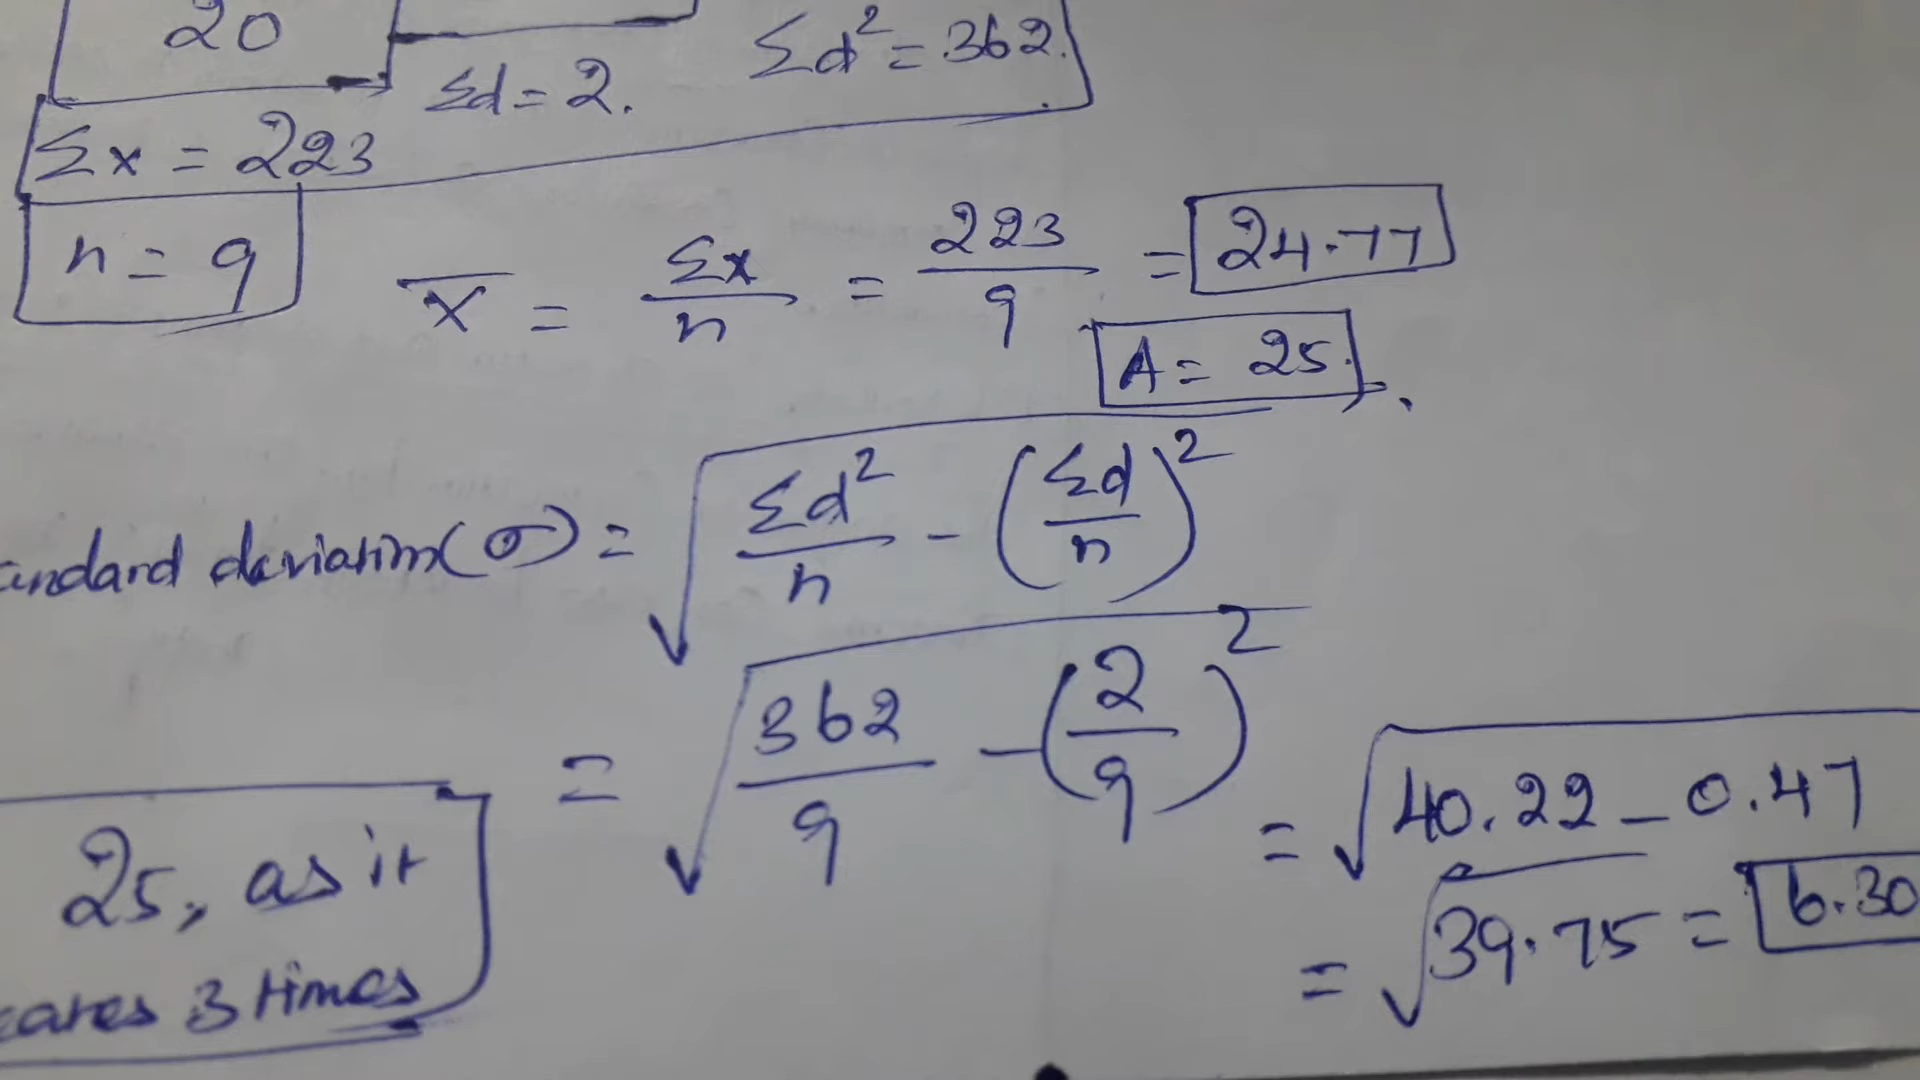 20
Σd = 2. Σd² = 362.
Σx = 223
n = 9
x̄ = Σx/n = 223/9 = 24.77
A = 25.
andard deviation(σ) = √(Σd²/n - (Σd/n)²)
= √(362/9 - (2/9)²) = √(40.22 - 0.47
= √39.75 = 6.30
25, as it
3 times